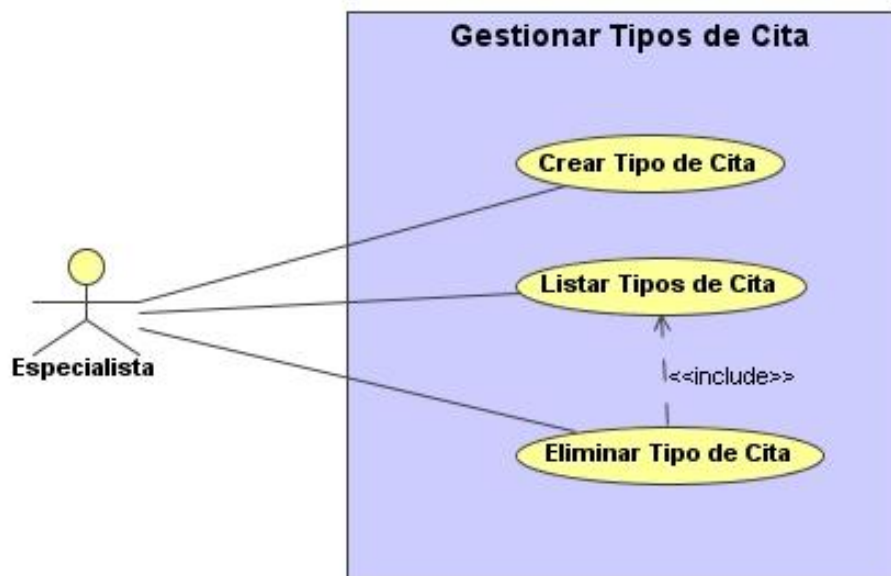 Gestionar Tipos de Cita
Crear Tipo de Cita
Listar Tipos de Cita
Especialista
<<include>>
Eliminar Tipo de Cita